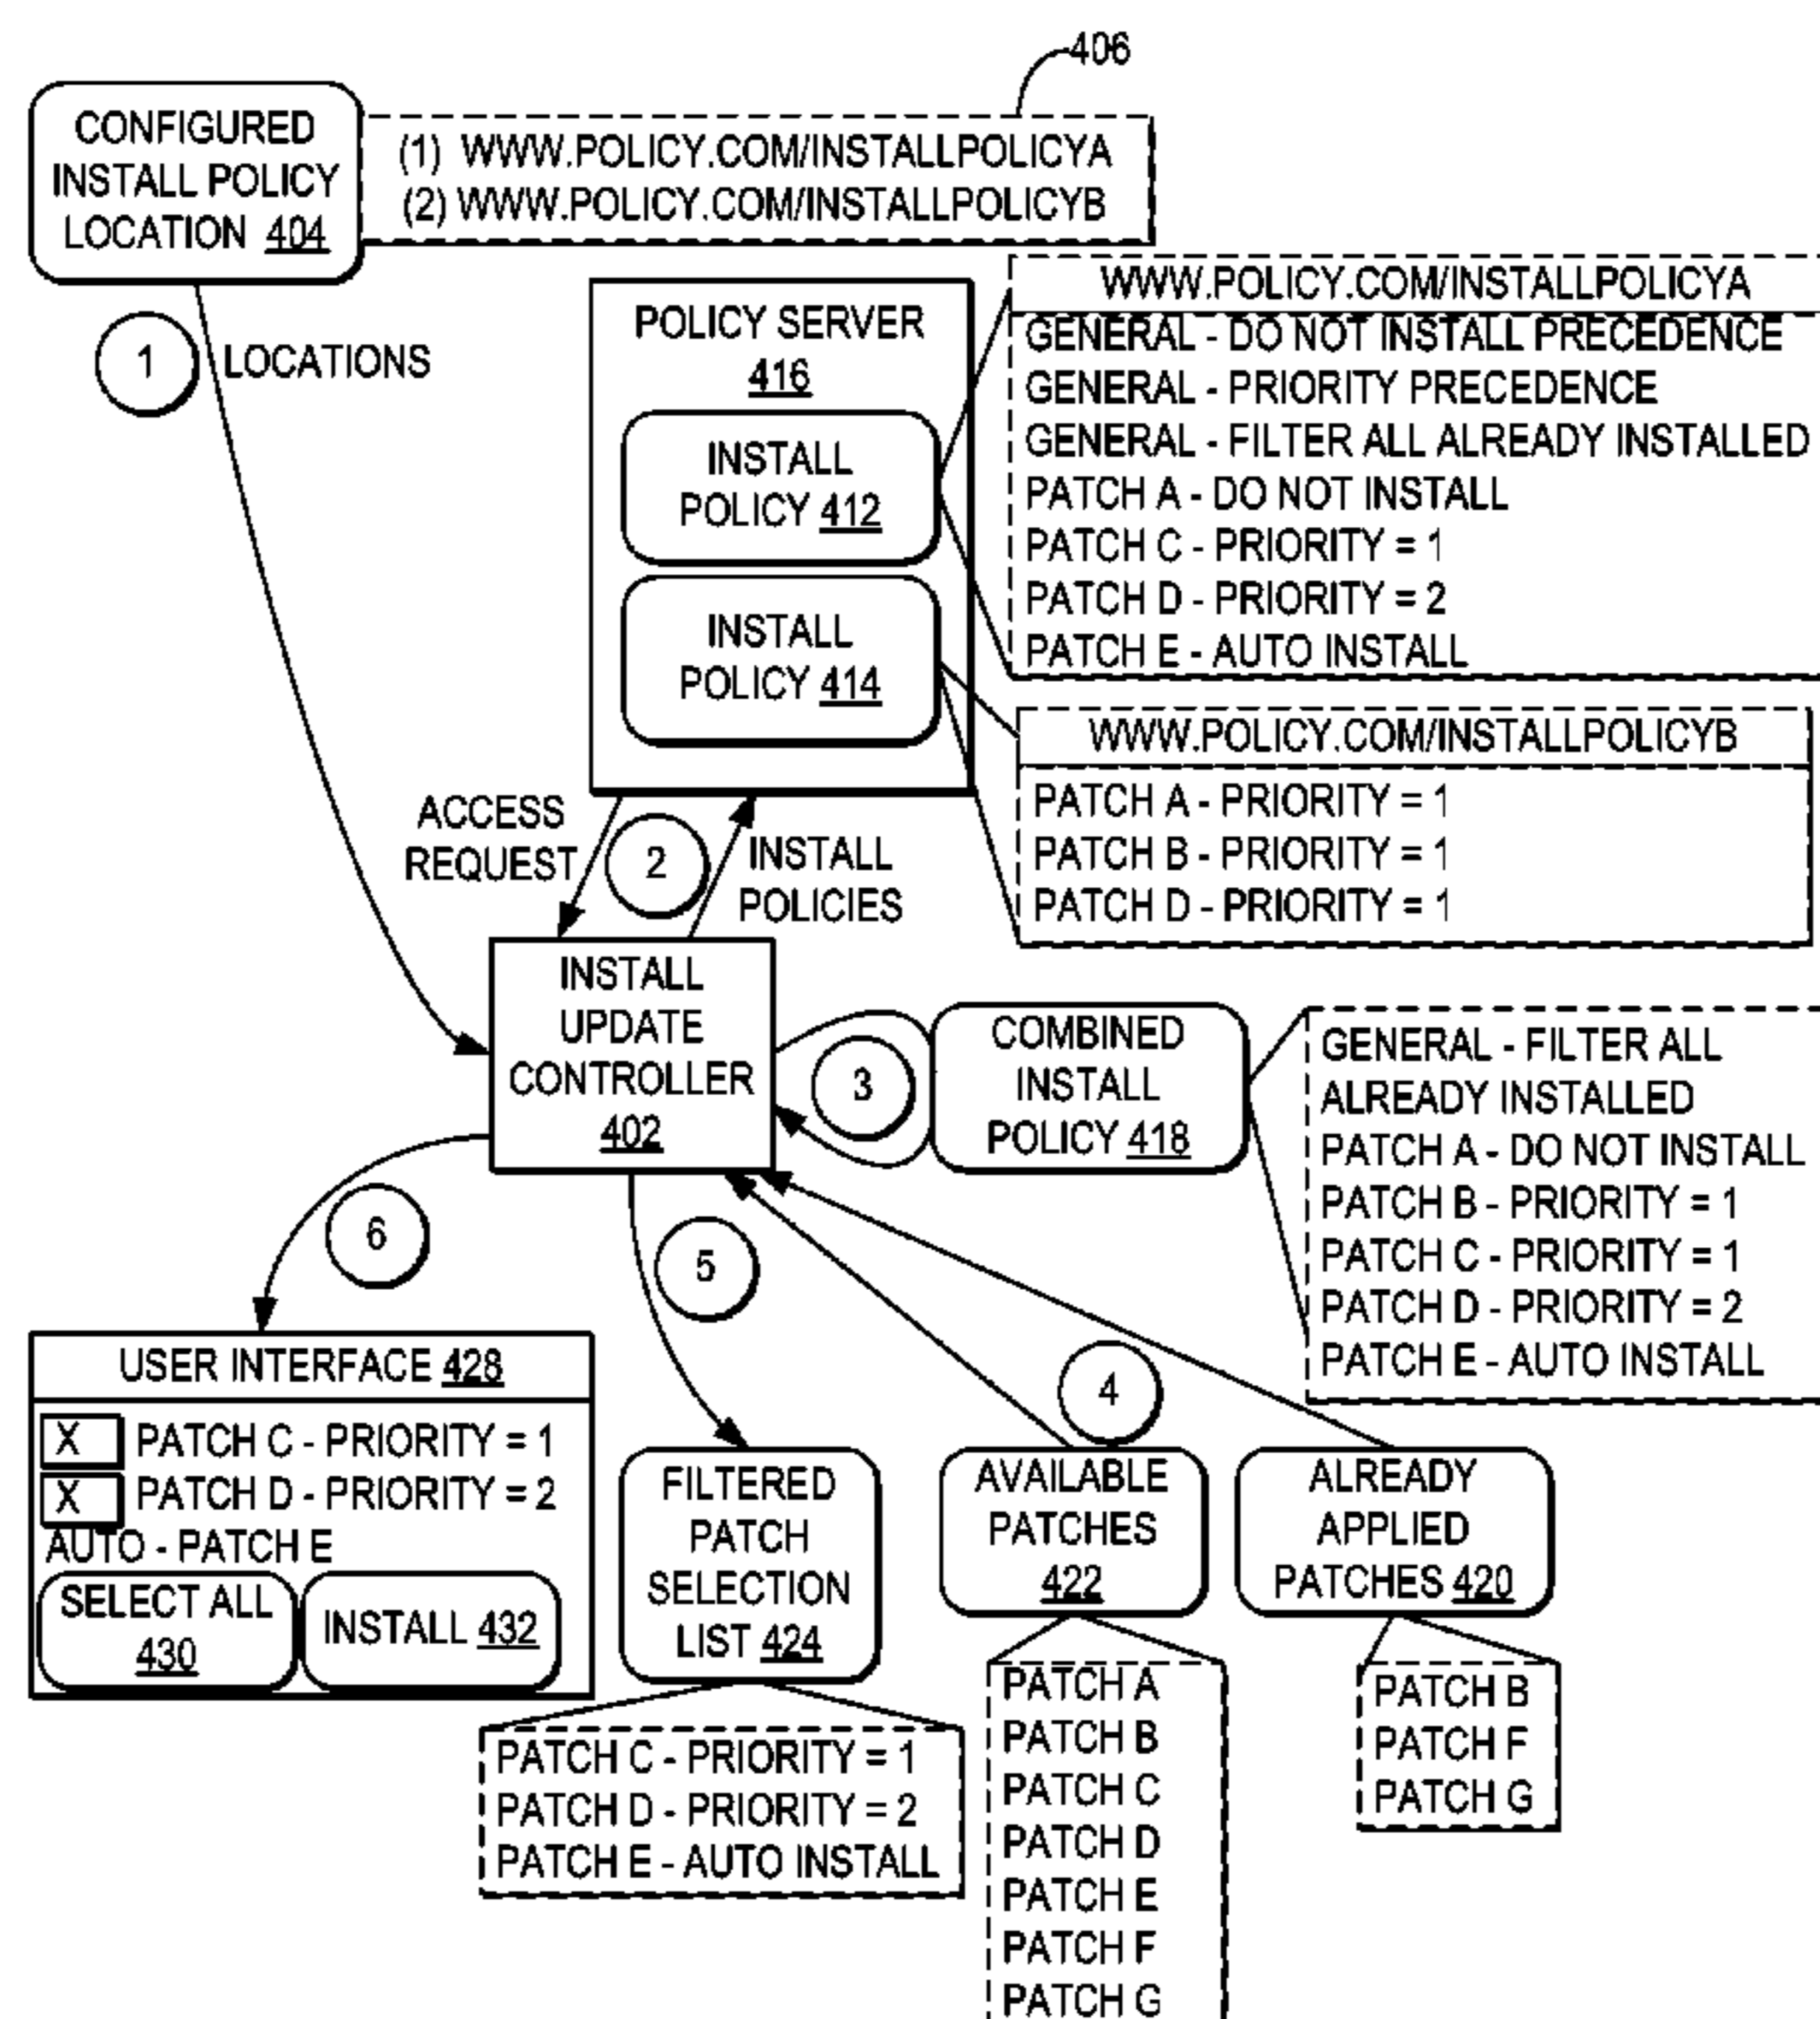 406
CONFIGURED
INSTALL POLICY
LOCATION 404
(1) WWW.POLICY.COM/INSTALLPOLICYA
(2) WWW.POLICY.COM/INSTALLPOLICYB
1
LOCATIONS
POLICY SERVER
416
INSTALL
POLICY 412
INSTALL
POLICY 414
WWW.POLICY.COM/INSTALLPOLICYA
GENERAL - DO NOT INSTALL PRECEDENCE
GENERAL - PRIORITY PRECEDENCE
GENERAL - FILTER ALL ALREADY INSTALLED
PATCH A - DO NOT INSTALL
PATCH C - PRIORITY = 1
PATCH D - PRIORITY = 2
PATCH E - AUTO INSTALL
WWW.POLICY.COM/INSTALLPOLICYB
PATCH A - PRIORITY = 1
PATCH B - PRIORITY = 1
PATCH D - PRIORITY = 1
ACCESS
REQUEST
2
INSTALL
POLICIES
INSTALL
UPDATE
CONTROLLER
402
3
COMBINED
INSTALL
POLICY 418
GENERAL - FILTER ALL
ALREADY INSTALLED
PATCH A - DO NOT INSTALL
PATCH B - PRIORITY = 1
PATCH C - PRIORITY = 1
PATCH D - PRIORITY = 2
PATCH E - AUTO INSTALL
6
5
4
USER INTERFACE 428
X PATCH C - PRIORITY = 1
X PATCH D - PRIORITY = 2
AUTO - PATCH E
SELECT ALL
430
INSTALL 432
FILTERED
PATCH
SELECTION
LIST 424
AVAILABLE
PATCHES
422
ALREADY
APPLIED
PATCHES 420
PATCH C - PRIORITY = 1
PATCH D - PRIORITY = 2
PATCH E - AUTO INSTALL
PATCH A
PATCH B
PATCH C
PATCH D
PATCH E
PATCH F
PATCH G
PATCH B
PATCH F
PATCH G